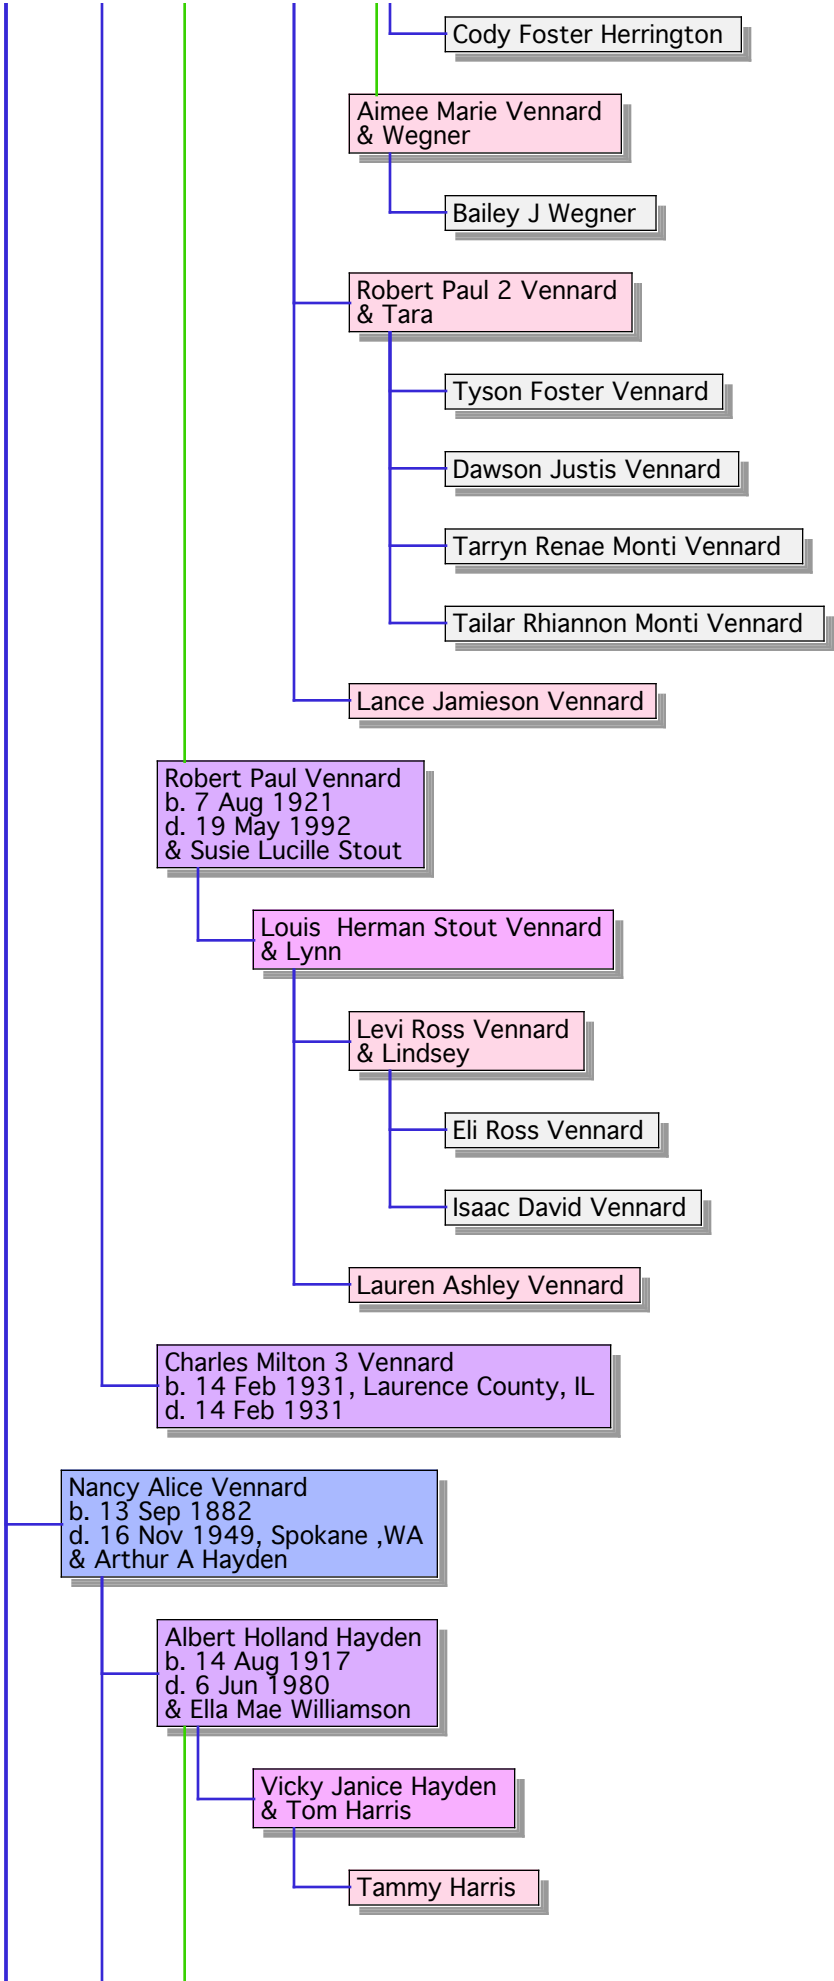 Cody Foster Herrington
Aimee Marie Vennard
& Wegner
Bailey J Wegner
Robert Paul 2 Vennard
& Tara
Tyson Foster Vennard
Dawson Justis Vennard
Tarryn Renae Monti Vennard
Tailar Rhiannon Monti Vennard
Lance Jamieson Vennard
Robert Paul Vennard
b. 7 Aug 1921
d. 19 May 1992
& Susie Lucille Stout
Louis  Herman Stout Vennard
& Lynn
Levi Ross Vennard
& Lindsey
Eli Ross Vennard
Isaac David Vennard
Lauren Ashley Vennard
Charles Milton 3 Vennard
b. 14 Feb 1931, Laurence County, IL
d. 14 Feb 1931
Nancy Alice Vennard
b. 13 Sep 1882
d. 16 Nov 1949, Spokane ,WA
& Arthur A Hayden
Albert Holland Hayden
b. 14 Aug 1917
d. 6 Jun 1980
& Ella Mae Williamson
Vicky Janice Hayden
& Tom Harris
Tammy Harris